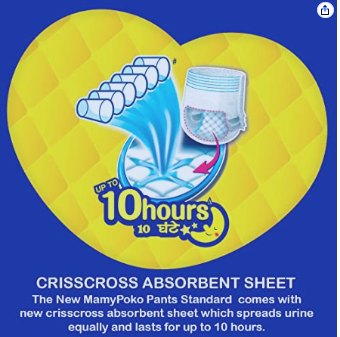 #
UP TO
10hours
10 घंटे
CRISSCROSS ABSORBENT SHEET
The New MamyPoko Pants Standard comes with
new crisscross absorbent sheet which spreads urine
equally and lasts for up to 10 hours.